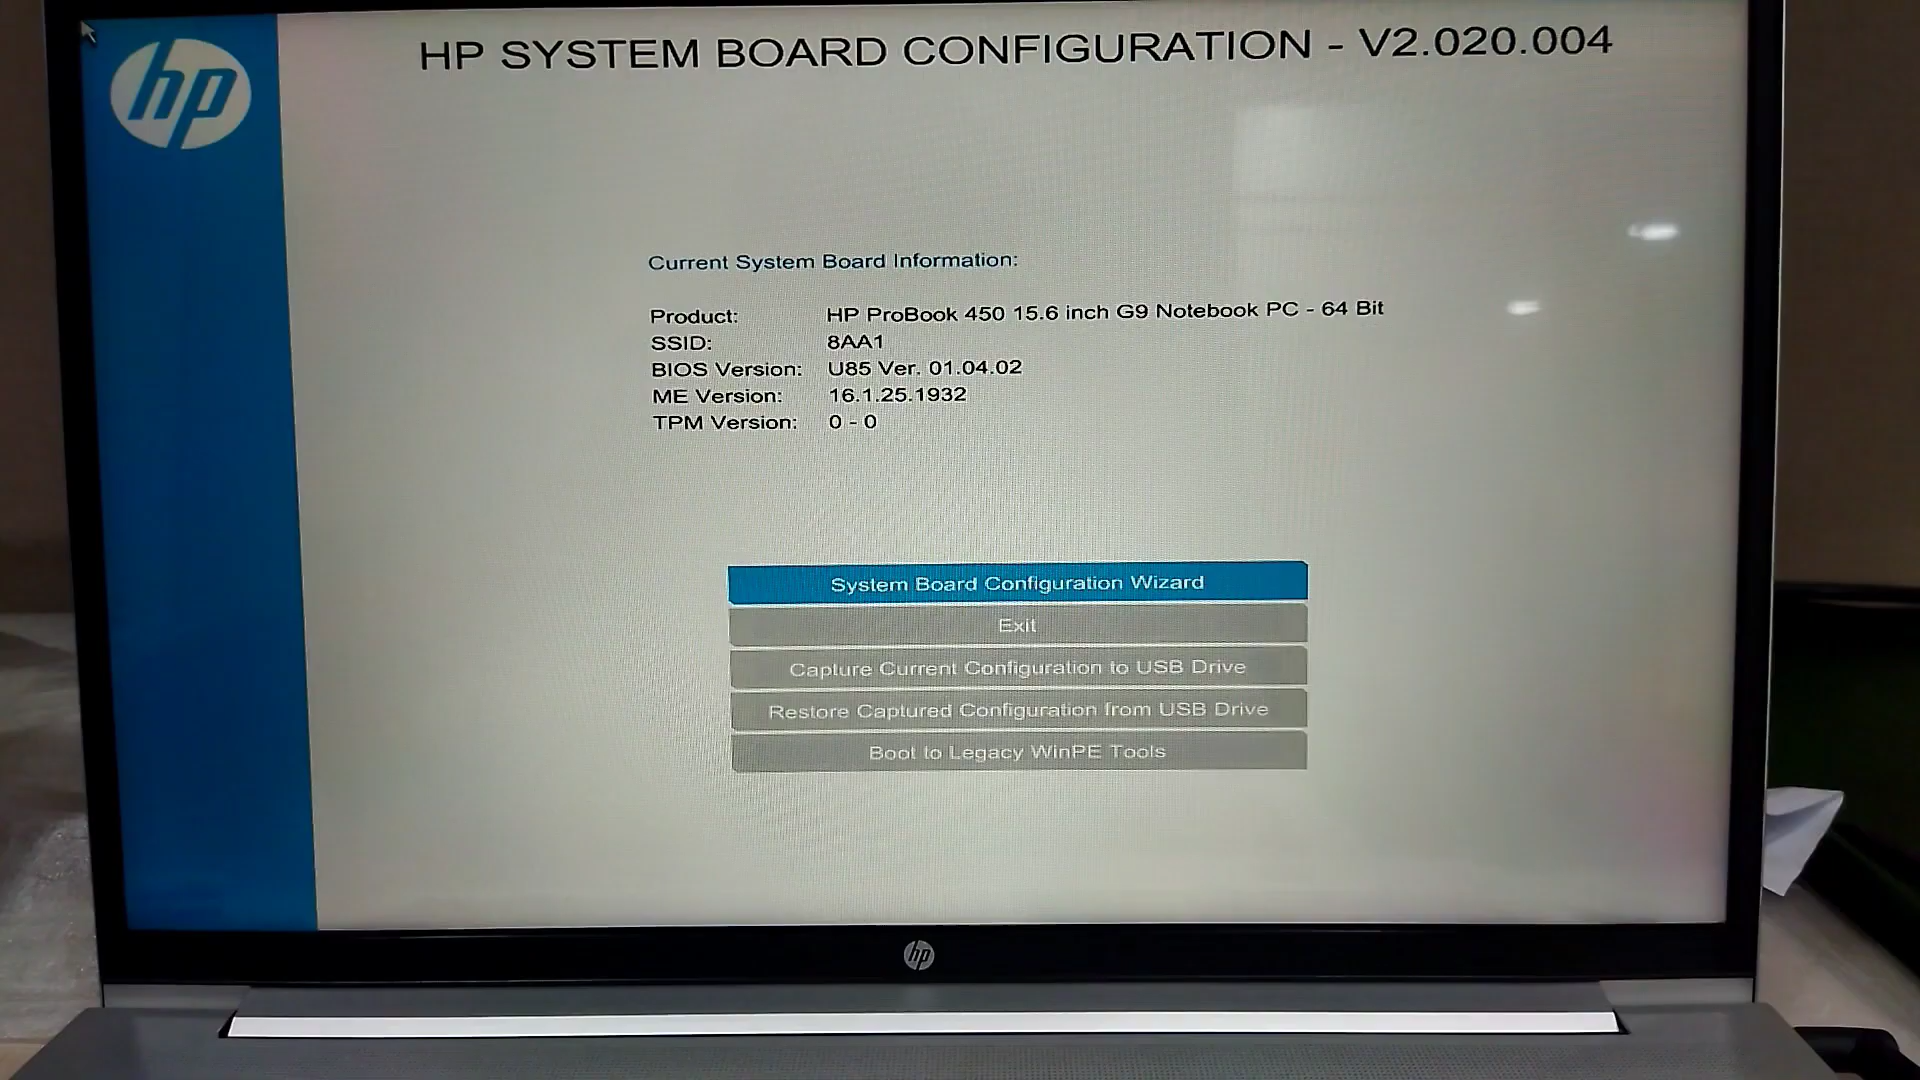 hp
HP SYSTEM BOARD CONFIGURATION - V2.020.004
Current System Board Information:
Product: HP ProBook 450 15.6 inch G9 Notebook PC - 64 Bit
SSID: 8AA1
BIOS Version: U85 Ver. 01.04.02
ME Version: 16.1.25.1932
TPM Version: 0 - 0
System Board Configuration Wizard
Exit
Capture Current Configuration to USB Drive
Restore Captured Configuration from USB Drive
Boot to Legacy WinPE Tools
hp